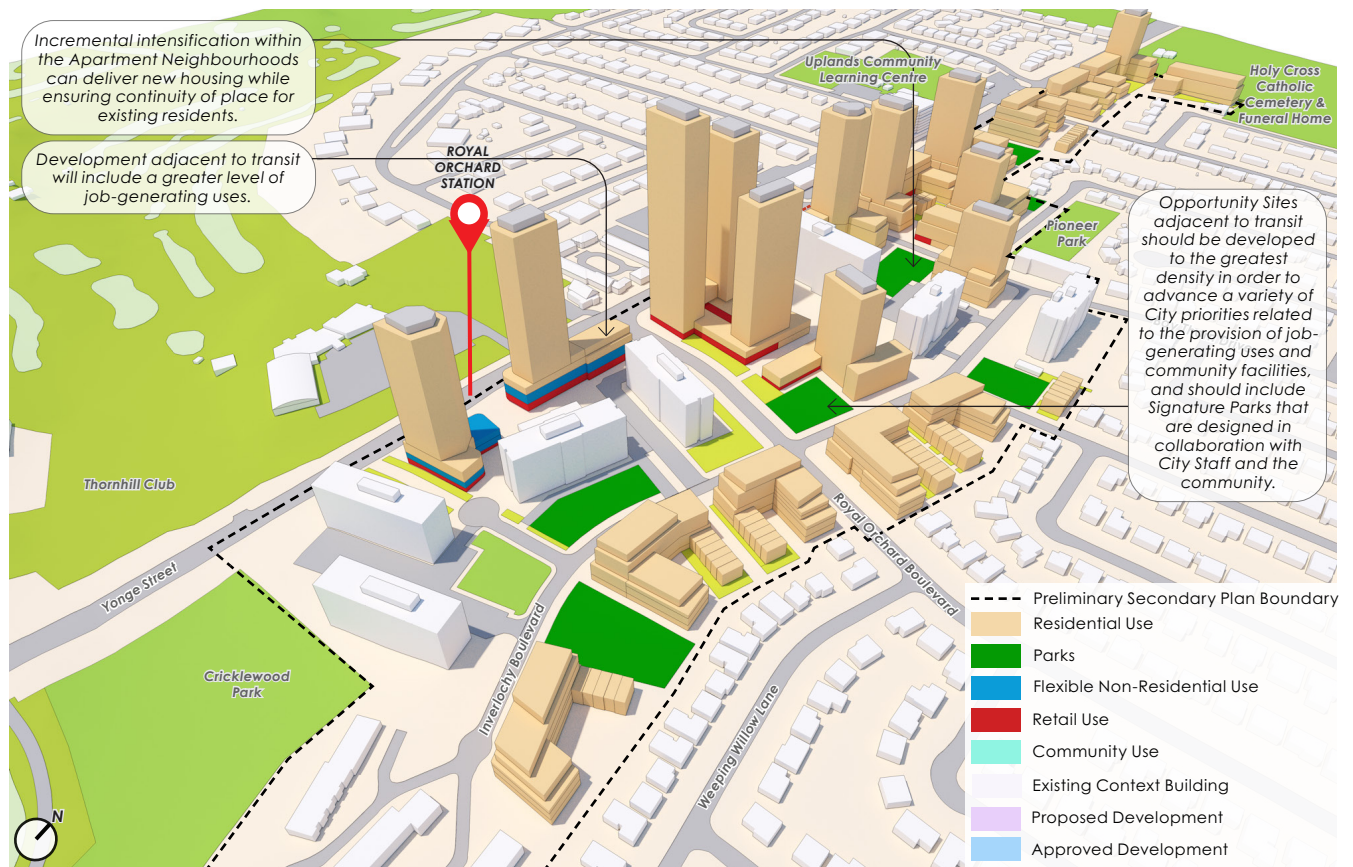 Incremental intensification within
the Apartment Neighbourhoods
can deliver new housing while
ensuring continuity of place for
existing residents.
Development adjacent to transit
will include a greater level of
job-generating uses.
ROYAL
ORCHARD
STATION
Uplands Community
Learning Centre
Holy Cross
Catholic
Cemetery &
Funeral Home
Pioneer
Park
Opportunity Sites
adjacent to transit
should be developed
to the greatest
density in order to
advance a variety of
City priorities related
to the provision of job-
generating uses and
community facilities,
and should include
Signature Parks that
are designed in
collaboration with
City Staff and the
community.
Thornhill Club
Yonge Street
Cricklewood
Park
Inverlochy Boulevard
Royal Orchard Boulevard
Weeping Willow Lane
N
Preliminary Secondary Plan Boundary
Residential Use
Parks
Flexible Non-Residential Use
Retail Use
Community Use
Existing Context Building
Proposed Development
Approved Development